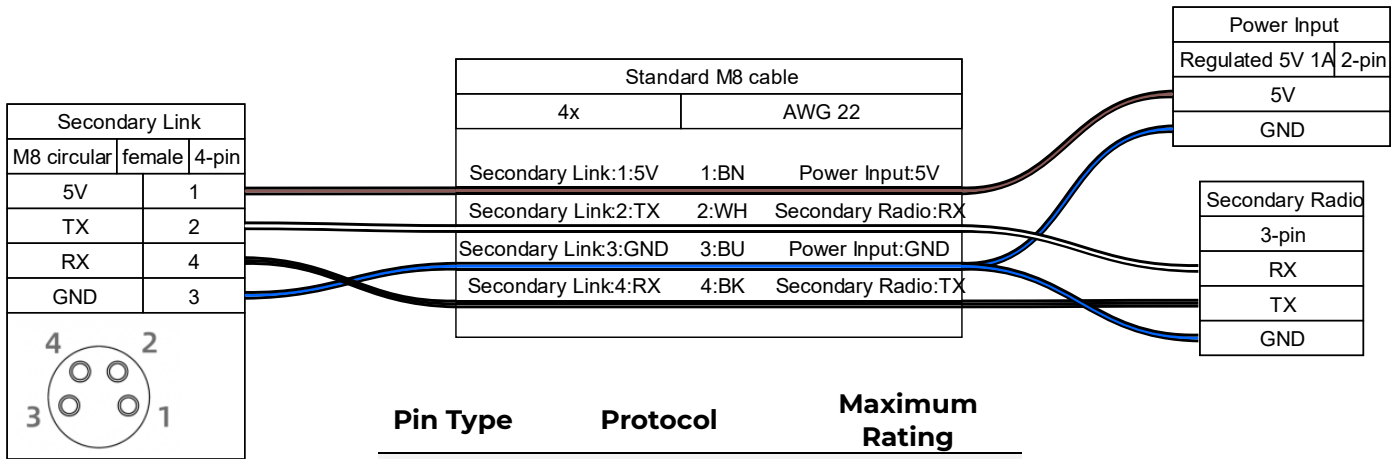 Power Input
Regulated 5V 1A 2-pin
5V
GND
Standard M8 cable
4x AWG 22
Secondary Link:1:5V 1:BN Power Input:5V
Secondary Link:2:TX 2:WH Secondary Radio:RX
Secondary Link:3:GND 3:BU Power Input:GND
Secondary Link:4:RX 4:BK Secondary Radio:TX
Secondary Link
M8 circular female 4-pin
5V 1
TX 2
RX 4
GND 3
4 2
3 1
Secondary Radio
3-pin
RX
TX
GND
Pin Type Protocol Maximum
Rating